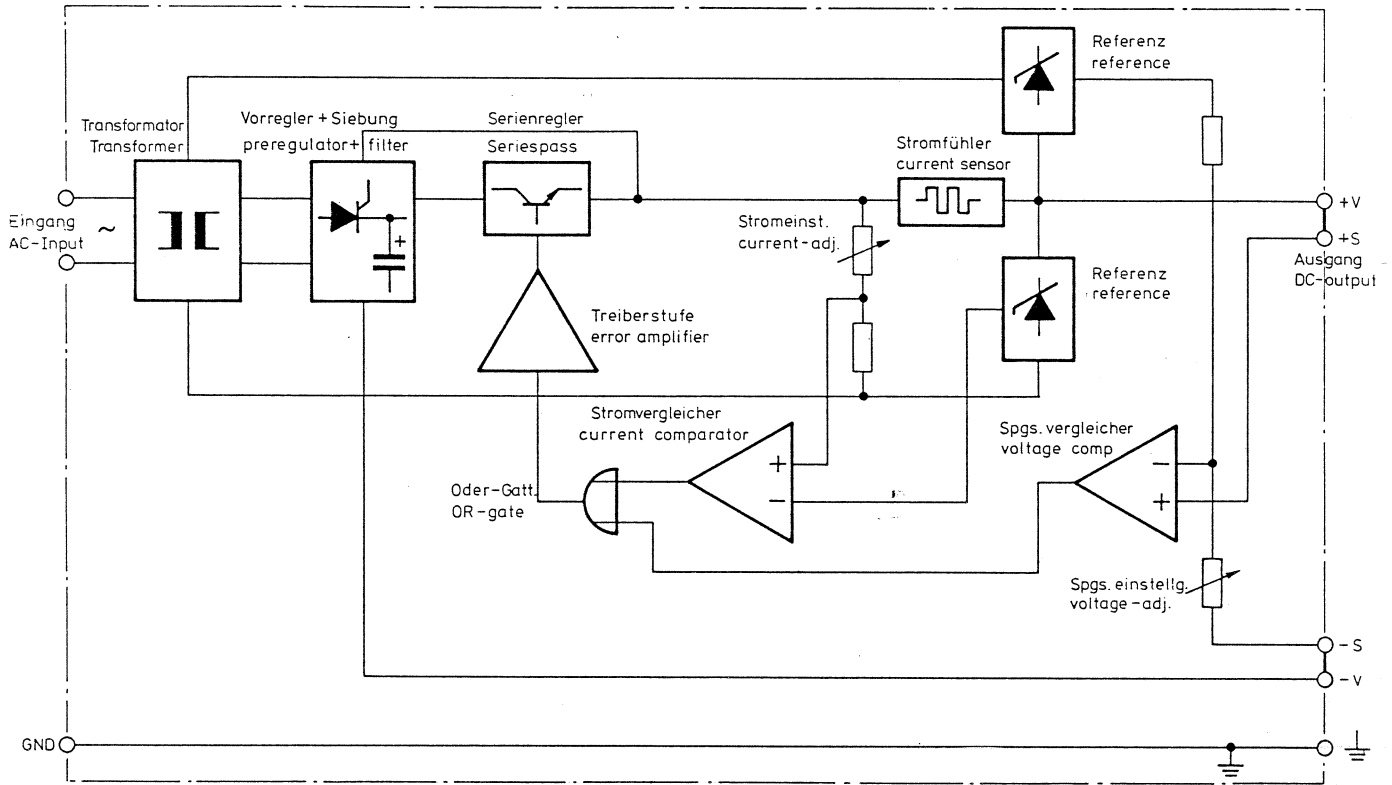 Referenz
reference
Transformator
Transformer
Vorregler + Siebung
preregulator + filter
Serienregler
Seriespass
Stromfühler
current sensor
Eingang
AC-Input
~
+
Stromeinst.
current-adj.
+V
+S
Ausgang
DC-output
Referenz
reference
Treiberstufe
error amplifier
Stromvergleicher
current comparator
+
−
Spgs. vergleicher
voltage comp
−
+
Oder-Gatt.
OR-gate
Spgs. einstellg.
voltage-adj.
−S
−V
GND